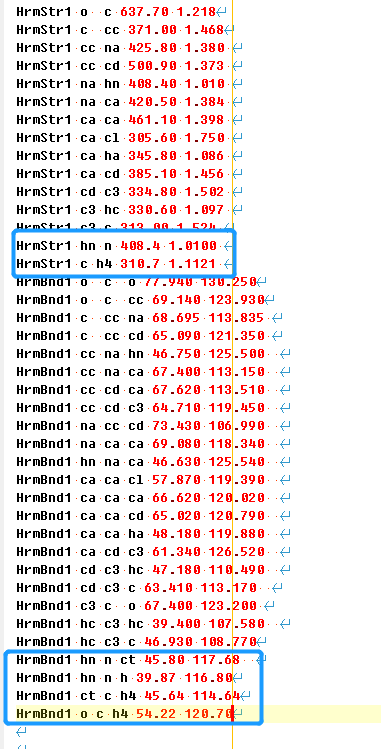 HrmStr1 o  c 637.70 1.218
HrmStr1 c  cc 371.00 1.468
HrmStr1 cc na 425.80 1.380
HrmStr1 cc cd 500.90 1.373
HrmStr1 na hn 408.40 1.010
HrmStr1 na ca 420.50 1.384
HrmStr1 ca ca 461.10 1.398
HrmStr1 ca cl 305.60 1.750
HrmStr1 ca ha 345.80 1.086
HrmStr1 ca cd 385.10 1.456
HrmStr1 cd c3 334.80 1.502
HrmStr1 c3 hc 330.60 1.097
HrmStr1 c3 c 313.00 1.524
HrmStr1 hn n 408.4 1.0100
HrmStr1 c h4 310.7 1.1121
HrmBnd1 o  c  o 77.940 130.250
HrmBnd1 o  c  cc 69.140 123.930
HrmBnd1 c  cc na 68.695 113.835
HrmBnd1 c  cc cd 65.090 121.350
HrmBnd1 cc na hn 46.750 125.500
HrmBnd1 cc na ca 67.400 113.150
HrmBnd1 cc cd ca 67.620 113.510
HrmBnd1 cc cd c3 64.710 119.450
HrmBnd1 na cc cd 73.430 106.990
HrmBnd1 na ca ca 69.080 118.340
HrmBnd1 hn na ca 46.630 125.540
HrmBnd1 ca ca cl 57.870 119.390
HrmBnd1 ca ca ca 66.620 120.020
HrmBnd1 ca ca cd 65.020 120.790
HrmBnd1 ca ca ha 48.180 119.880
HrmBnd1 ca cd c3 61.340 126.520
HrmBnd1 cd c3 hc 47.180 110.490
HrmBnd1 cd c3 c 63.410 113.170
HrmBnd1 c3 c  o 67.400 123.200
HrmBnd1 hc c3 hc 39.400 107.580
HrmBnd1 hc c3 c 46.930 108.770
HrmBnd1 hn n ct 45.80 117.68
HrmBnd1 hn n h 39.87 116.80
HrmBnd1 ct c h4 45.64 114.64
HrmBnd1 o c h4 54.22 120.70